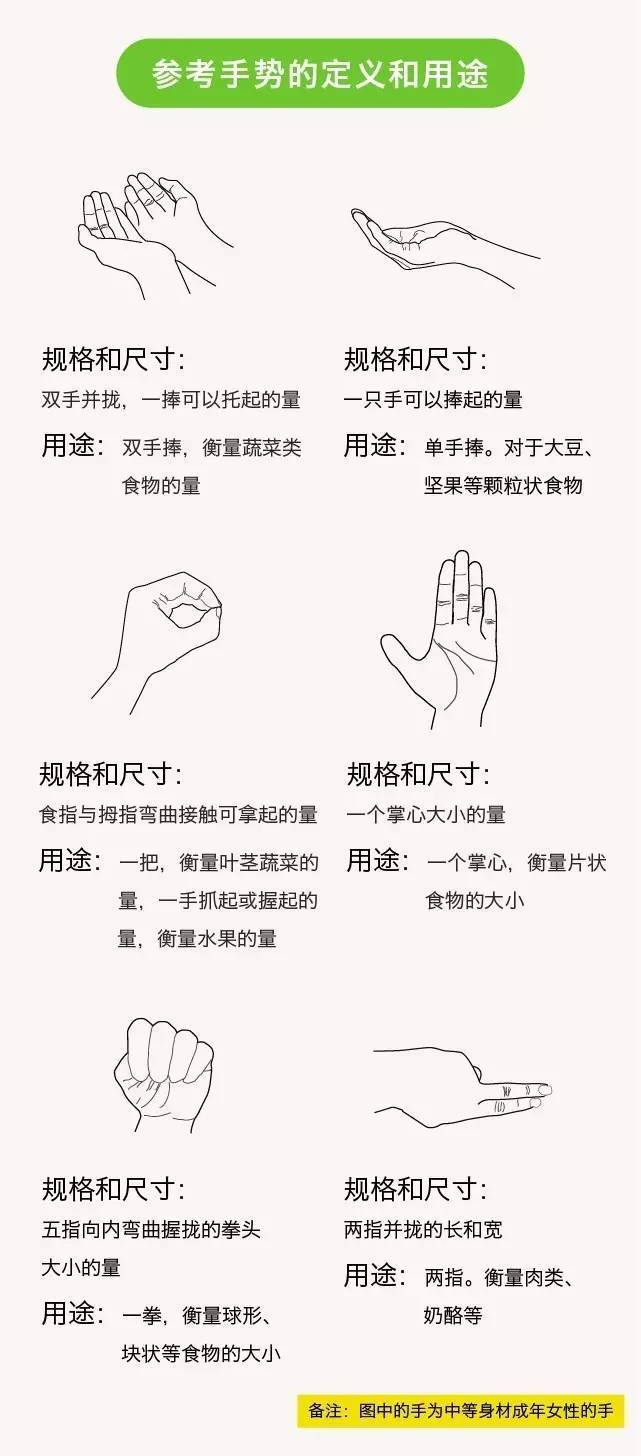 参考手势的定义和用途
规格和尺寸：
双手并拢，一捧可以托起的量
用途：双手捧，衡量蔬菜类
食物的量
规格和尺寸：
一只手可以捧起的量
用途：单手捧。对于大豆、
坚果等颗粒状食物
规格和尺寸：
食指与拇指弯曲接触可拿起的量
用途：一把，衡量叶茎蔬菜的
量，一手抓起或握起的
量，衡量水果的量
规格和尺寸：
一个掌心大小的量
用途：一个掌心，衡量片状
食物的大小
规格和尺寸：
五指向内弯曲握拢的拳头
大小的量
用途：一拳，衡量球形、
块状等食物的大小
规格和尺寸：
两指并拢的长和宽
用途：两指。衡量肉类、
奶酪等
备注：图中的手为中等身材成年女性的手